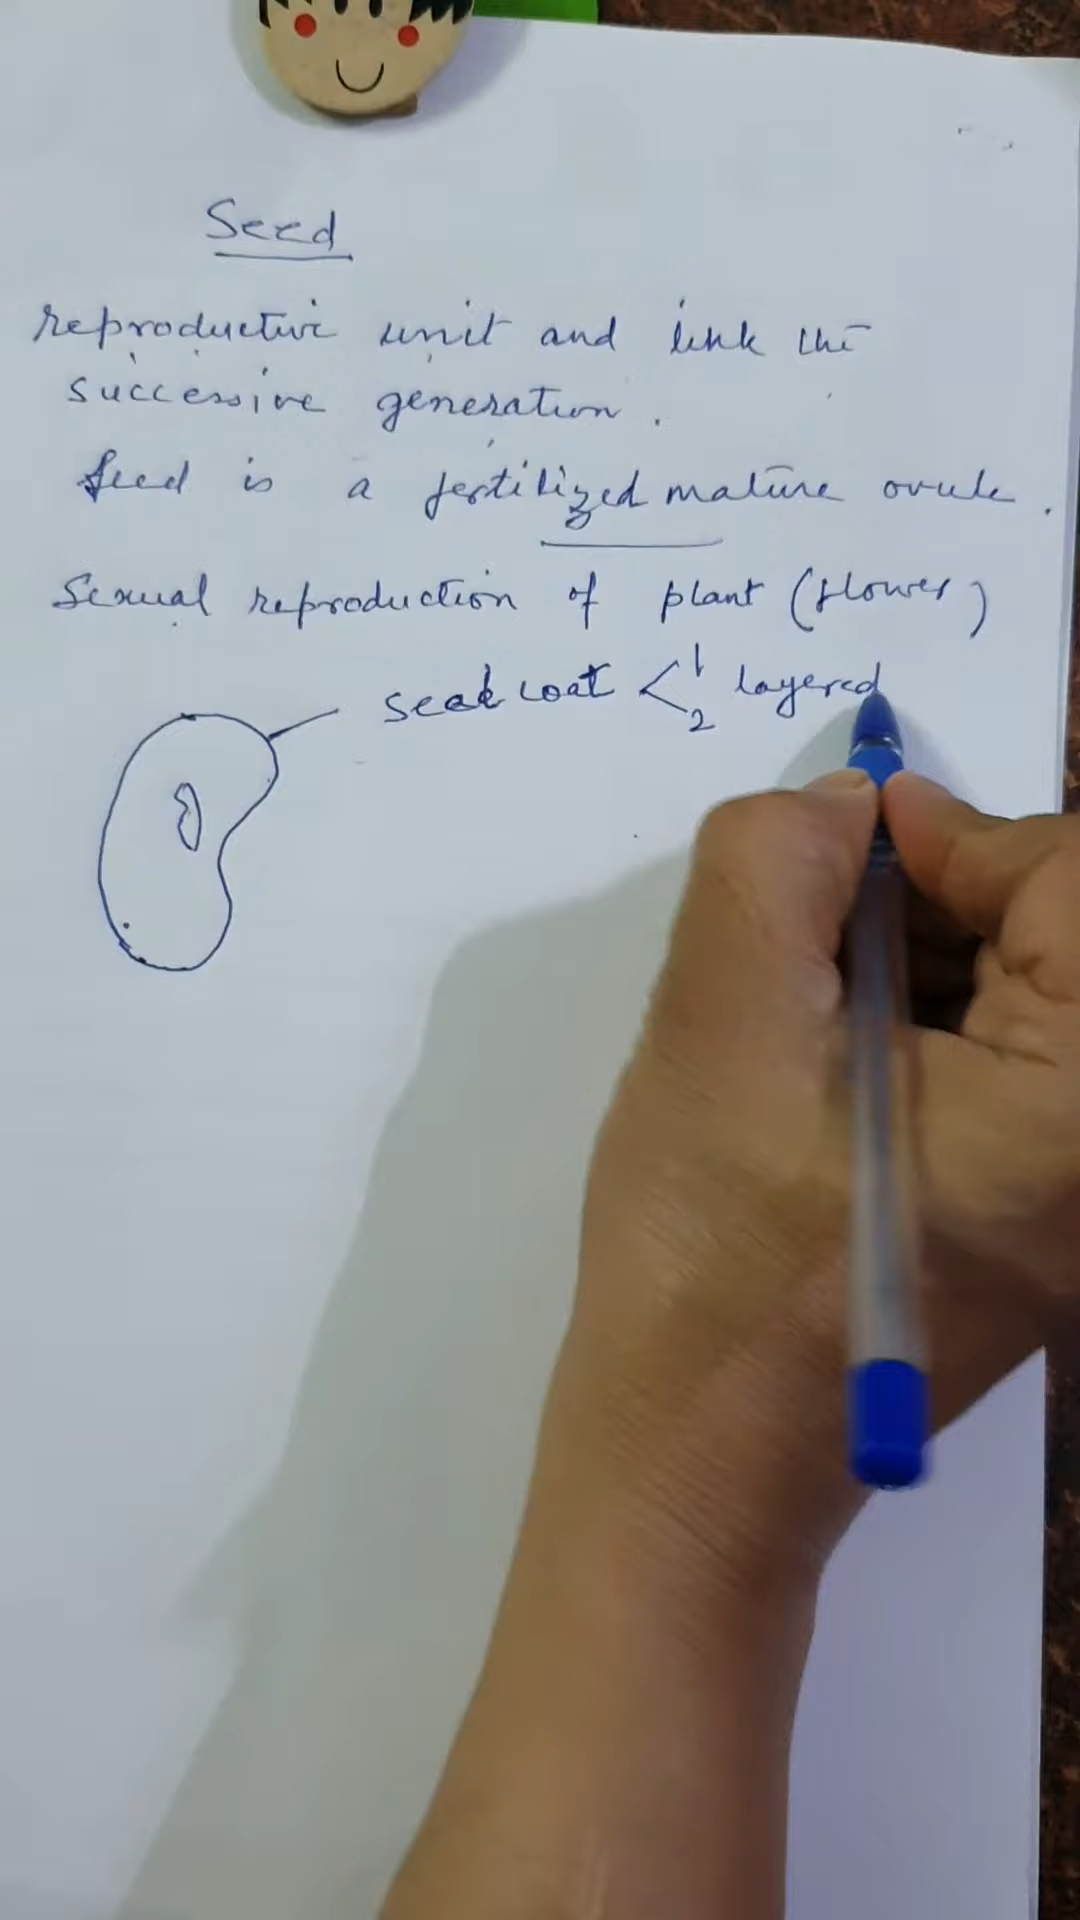 Seed
reproductive unit and link the
successive generation.
Seed is a fertilized mature ovule.
Sexual reproduction of plant (flower)
seed coat < 1 layered
2